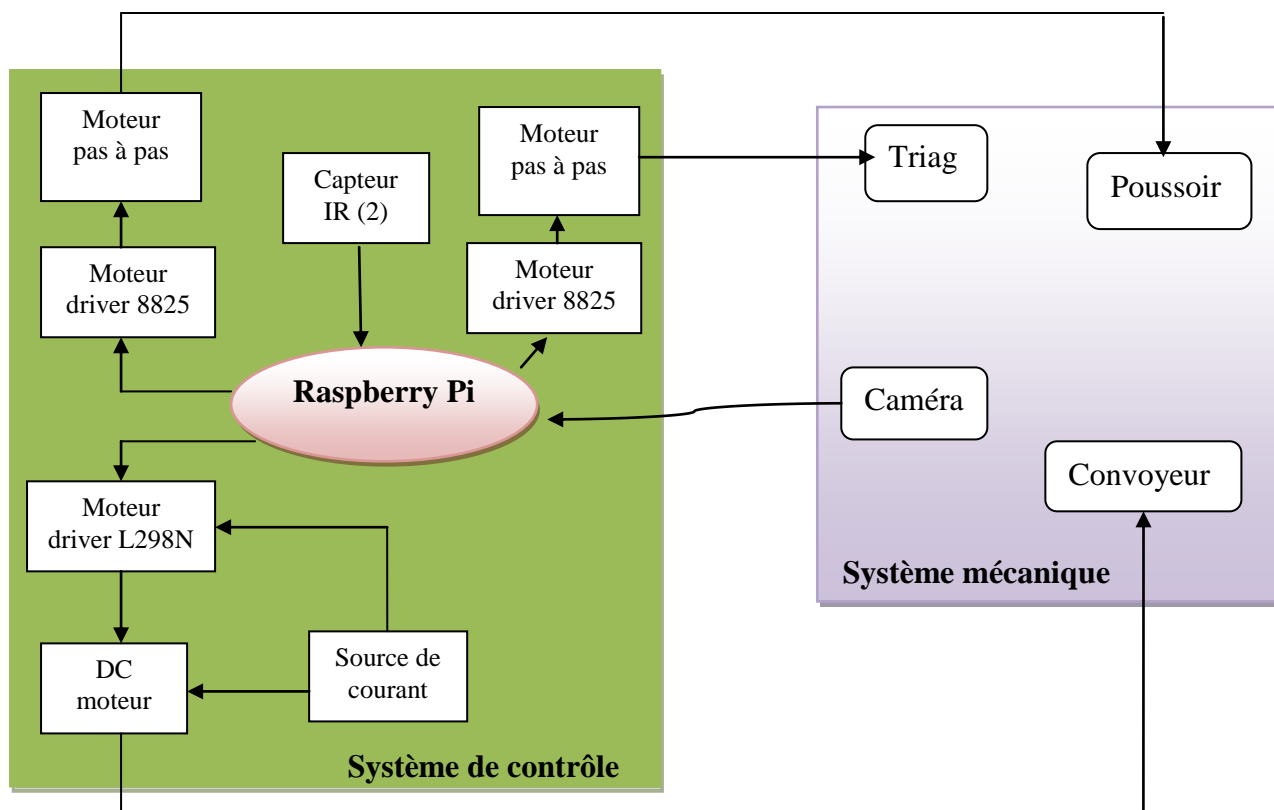 Moteur
pas à pas
Moteur
pas à pas
Triag
Poussoir
Capteur
IR (2)
Moteur
driver 8825
Moteur
driver 8825
Raspberry Pi
Caméra
Convoyeur
Moteur
driver L298N
Système mécanique
DC
moteur
Source de
courant
Système de contrôle